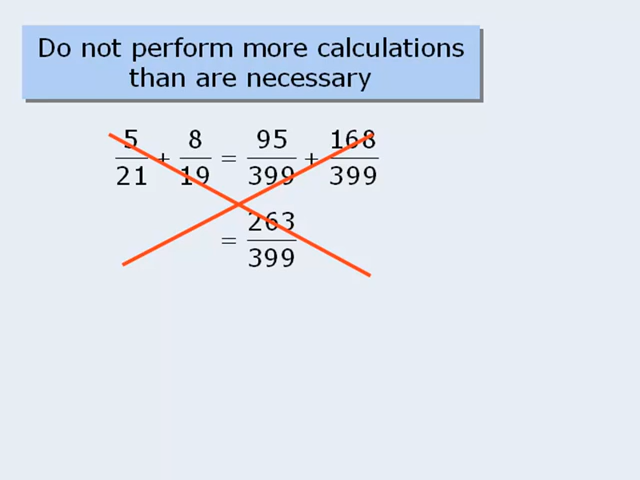 Do not perform more calculations
than are necessary
5/21 + 8/19 = 95/399 + 168/399
= 263/399